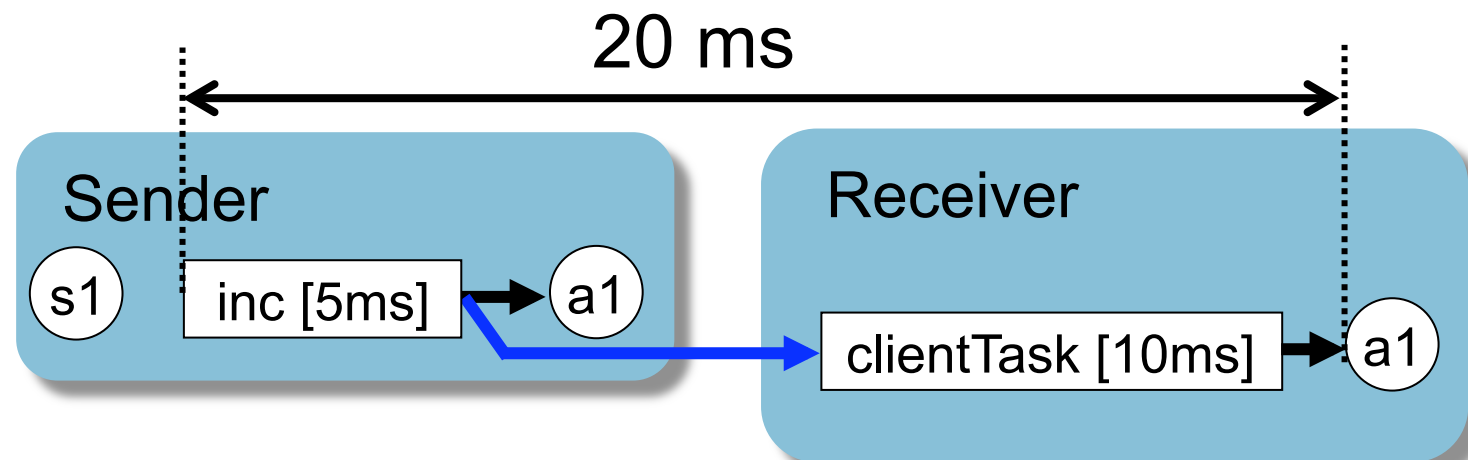 20 ms
Sender
Receiver
s1
inc [5ms]
a1
clientTask [10ms]
a1